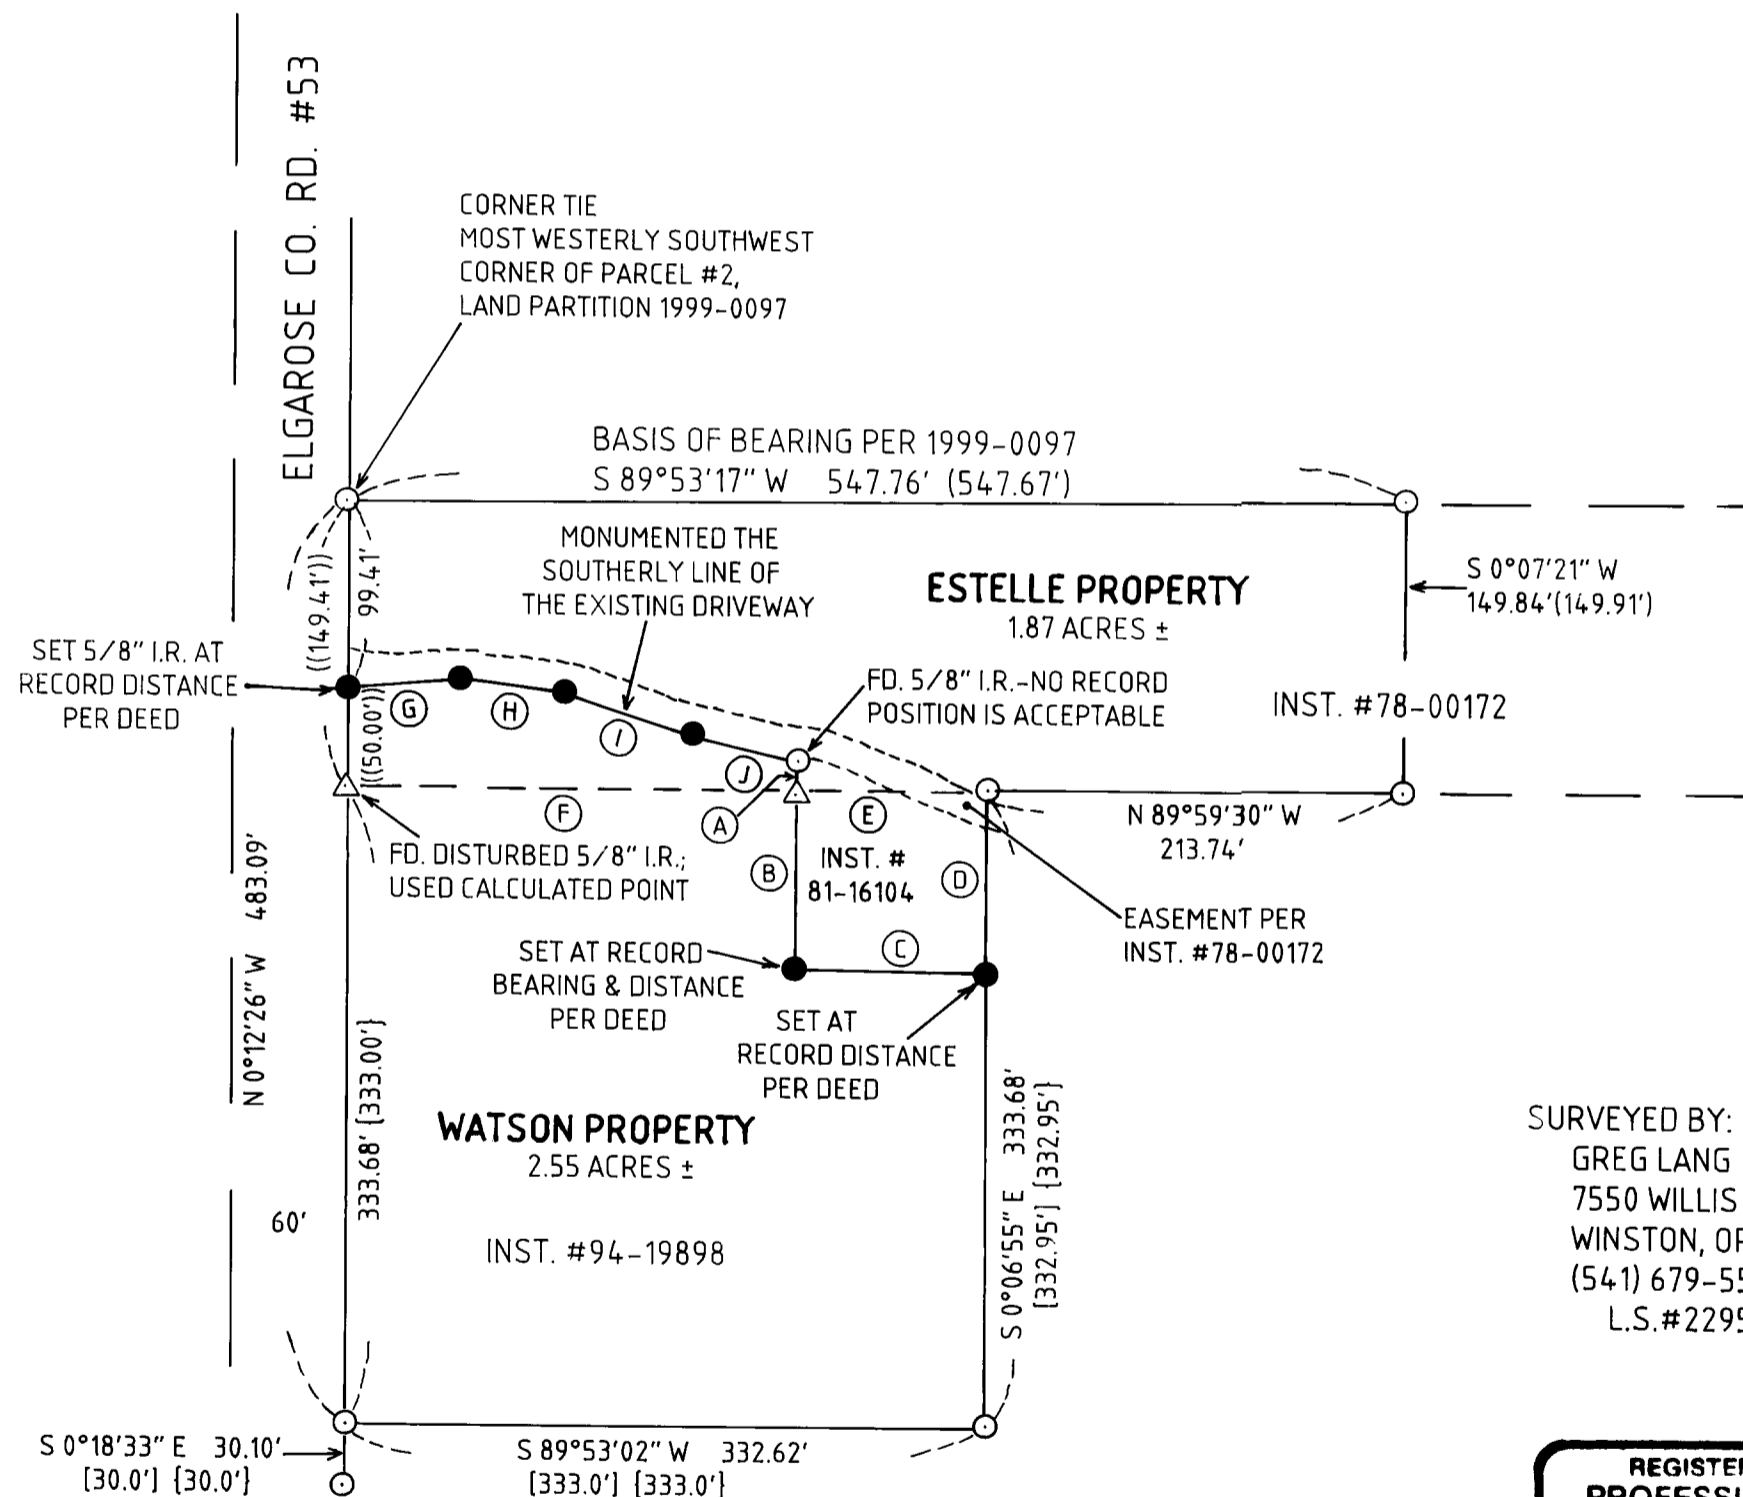 ELGAROSE CO. RD. #53
CORNER TIE
MOST WESTERLY SOUTHWEST
CORNER OF PARCEL #2,
LAND PARTITION 1999-0097
BASIS OF BEARING PER 1999-0097
S 89°53'17" W 547.76' (547.67')
MONUMENTED THE
SOUTHERLY LINE OF
THE EXISTING DRIVEWAY
ESTELLE PROPERTY
1.87 ACRES ±
S 0°07'21" W
149.84'(149.91')
((149.41'))
99.41'
SET 5/8" I.R. AT
RECORD DISTANCE
PER DEED
FD. 5/8" I.R.-NO RECORD
POSITION IS ACCEPTABLE
INST. #78-00172
G
H
I
J
((50.00'))
A
F
E
N 89°59'30" W
213.74'
FD. DISTURBED 5/8" I.R.;
USED CALCULATED POINT
B
INST. #
81-16104
D
EASEMENT PER
INST. #78-00172
C
SET AT RECORD
BEARING & DISTANCE
PER DEED
SET AT
RECORD DISTANCE
PER DEED
N 0°12'26" W 483.09'
333.68' [333.00']
WATSON PROPERTY
2.55 ACRES ±
INST. #94-19898
60'
S 0°06'55" E 333.68'
[332.95'] {332.95'}
SURVEYED BY:
GREG LANG
7550 WILLIS
WINSTON,
(541) 679-
L.S.#2295
S 0°18'33" E 30.10'
[30.0'] {30.0'}
S 89°53'02" W 332.62'
[333.0'] {333.0'}